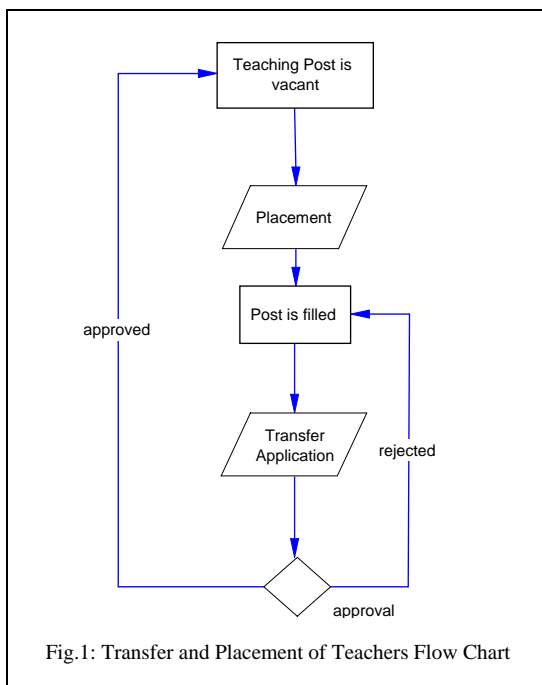 Teaching Post is
vacant
Placement
Post is filled
approved
Transfer
Application
rejected
approval
Fig.1: Transfer and Placement of Teachers Flow Chart